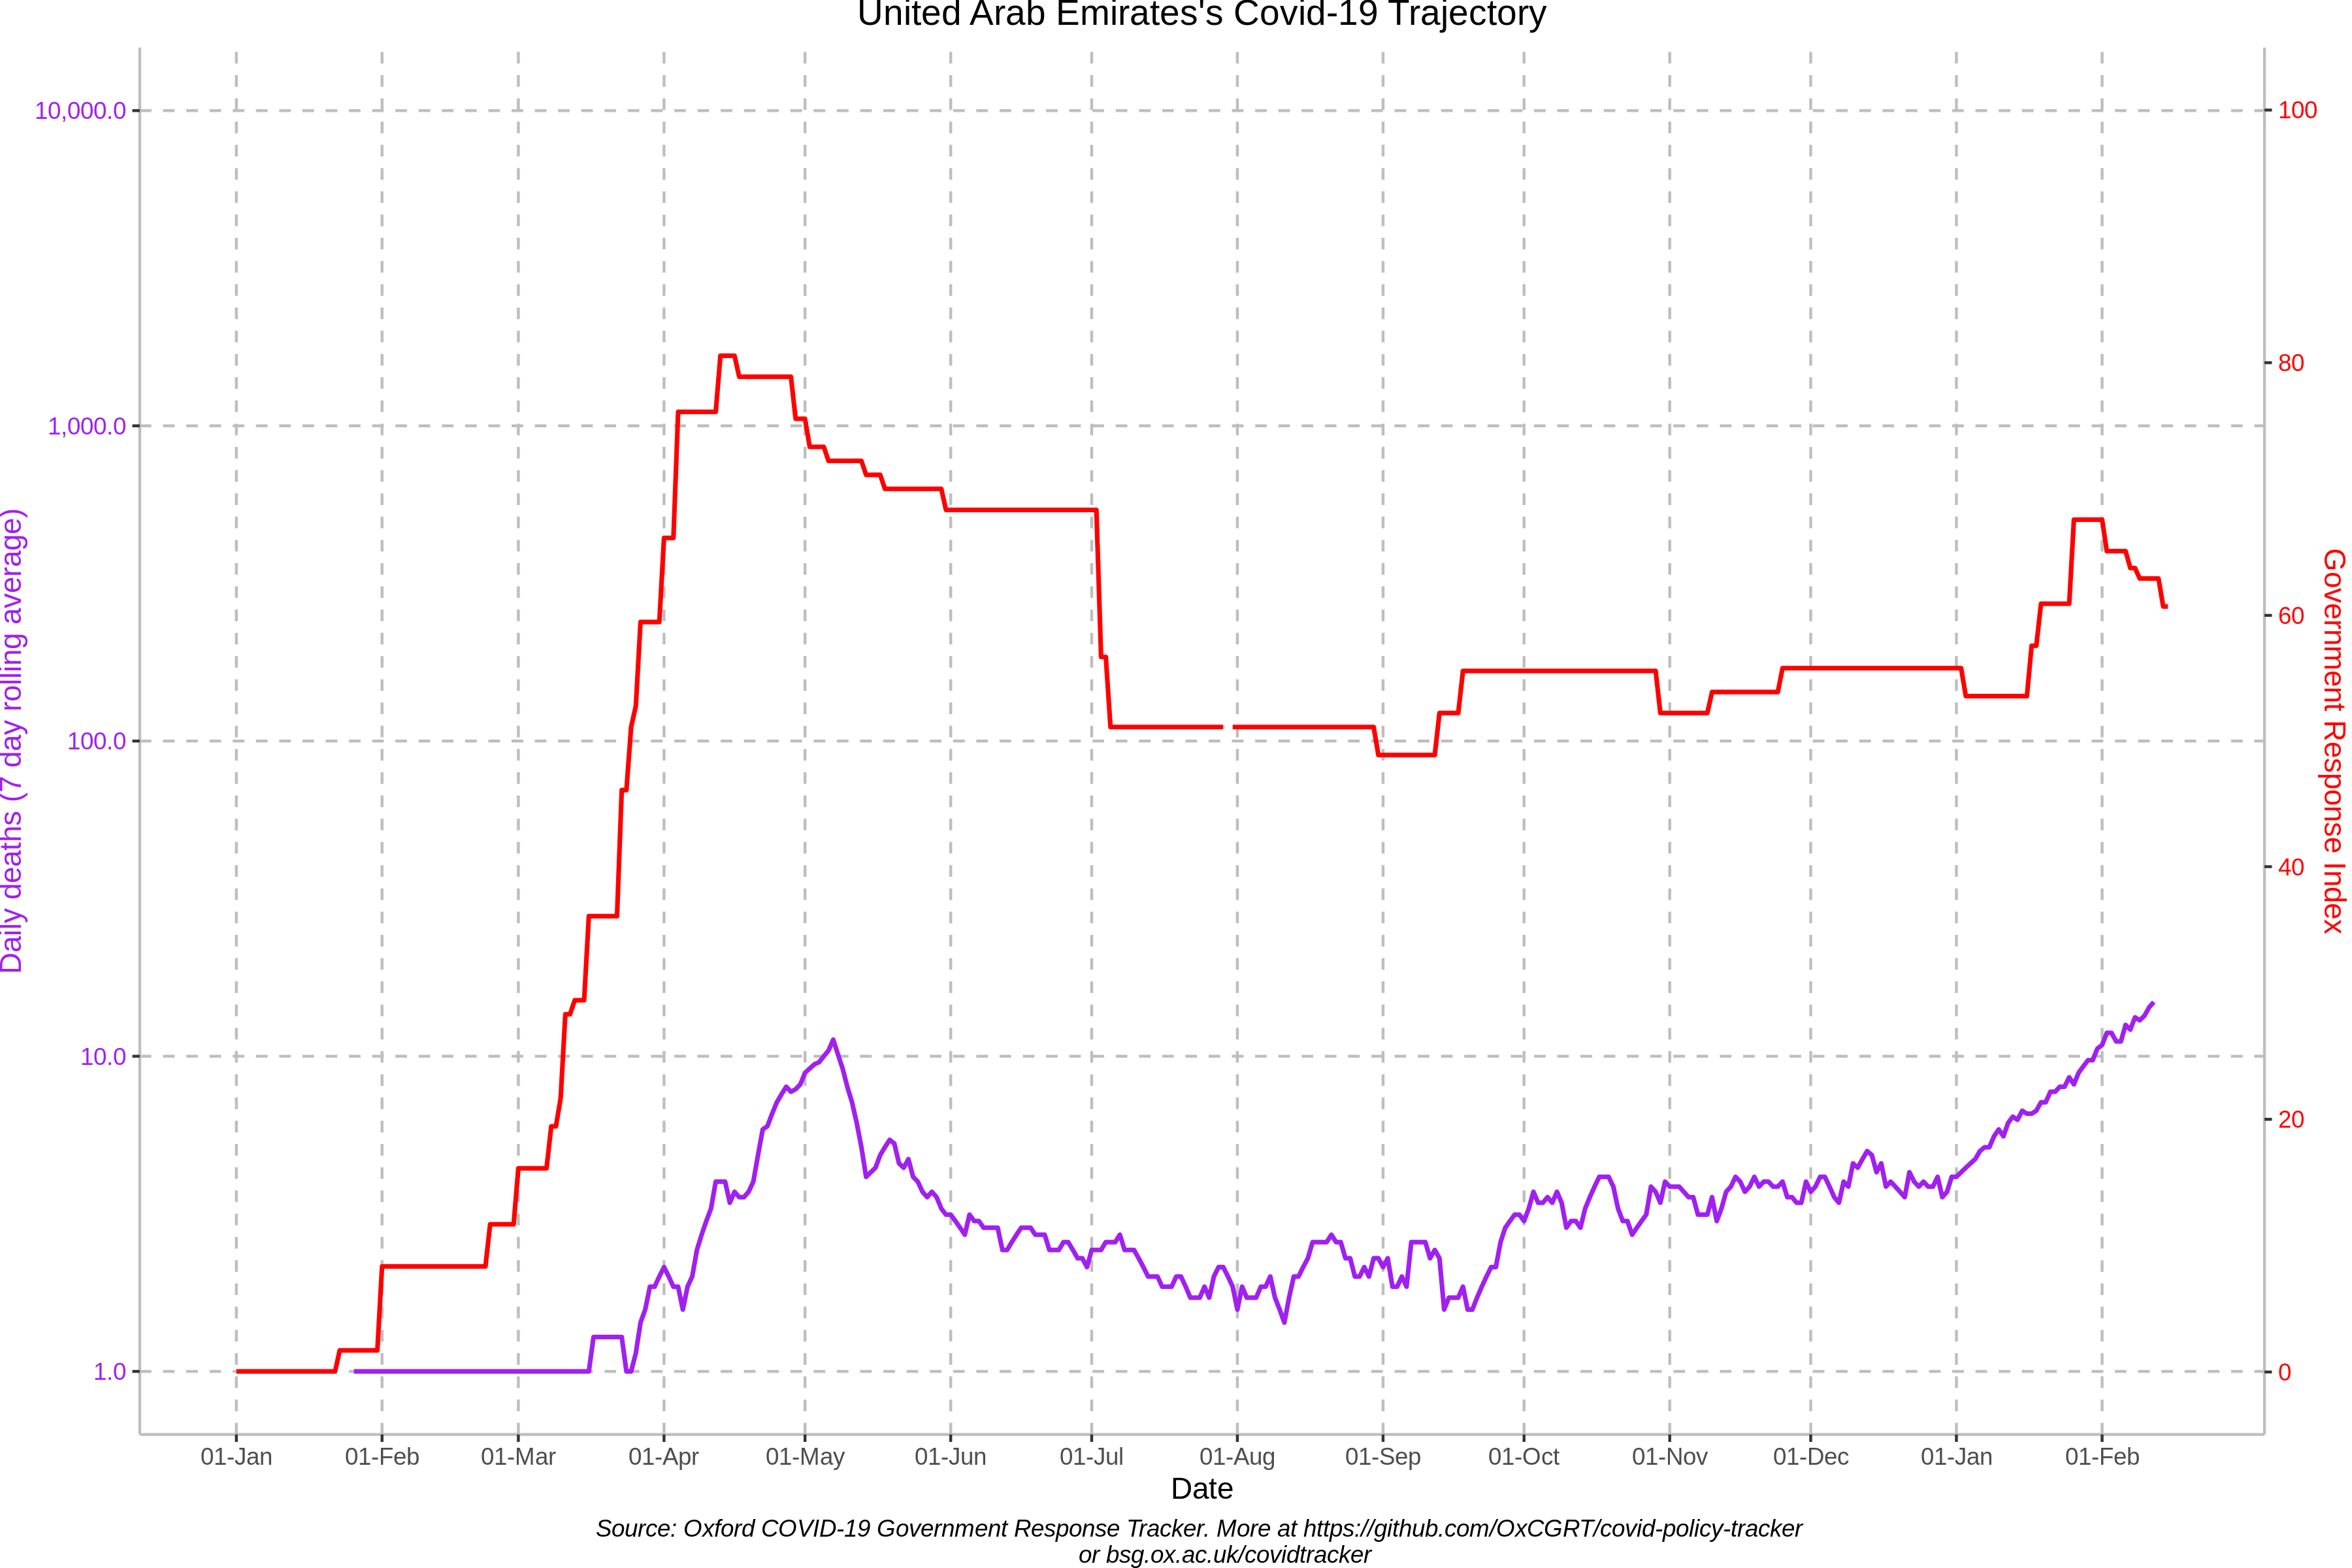 United Arab Emirates's Covid-19 Trajectory
10,000.0
1,000.0
100.0
10.0
1.0
Daily deaths (7 day rolling average)
100
80
60
40
20
0
Government Response Index
01-Jan 01-Feb 01-Mar 01-Apr 01-May 01-Jun 01-Jul 01-Aug 01-Sep 01-Oct 01-Nov 01-Dec 01-Jan 01-Feb
Date
Source: Oxford COVID-19 Government Response Tracker. More at https://github.com/OxCGRT/covid-policy-tracker
or bsg.ox.ac.uk/covidtracker